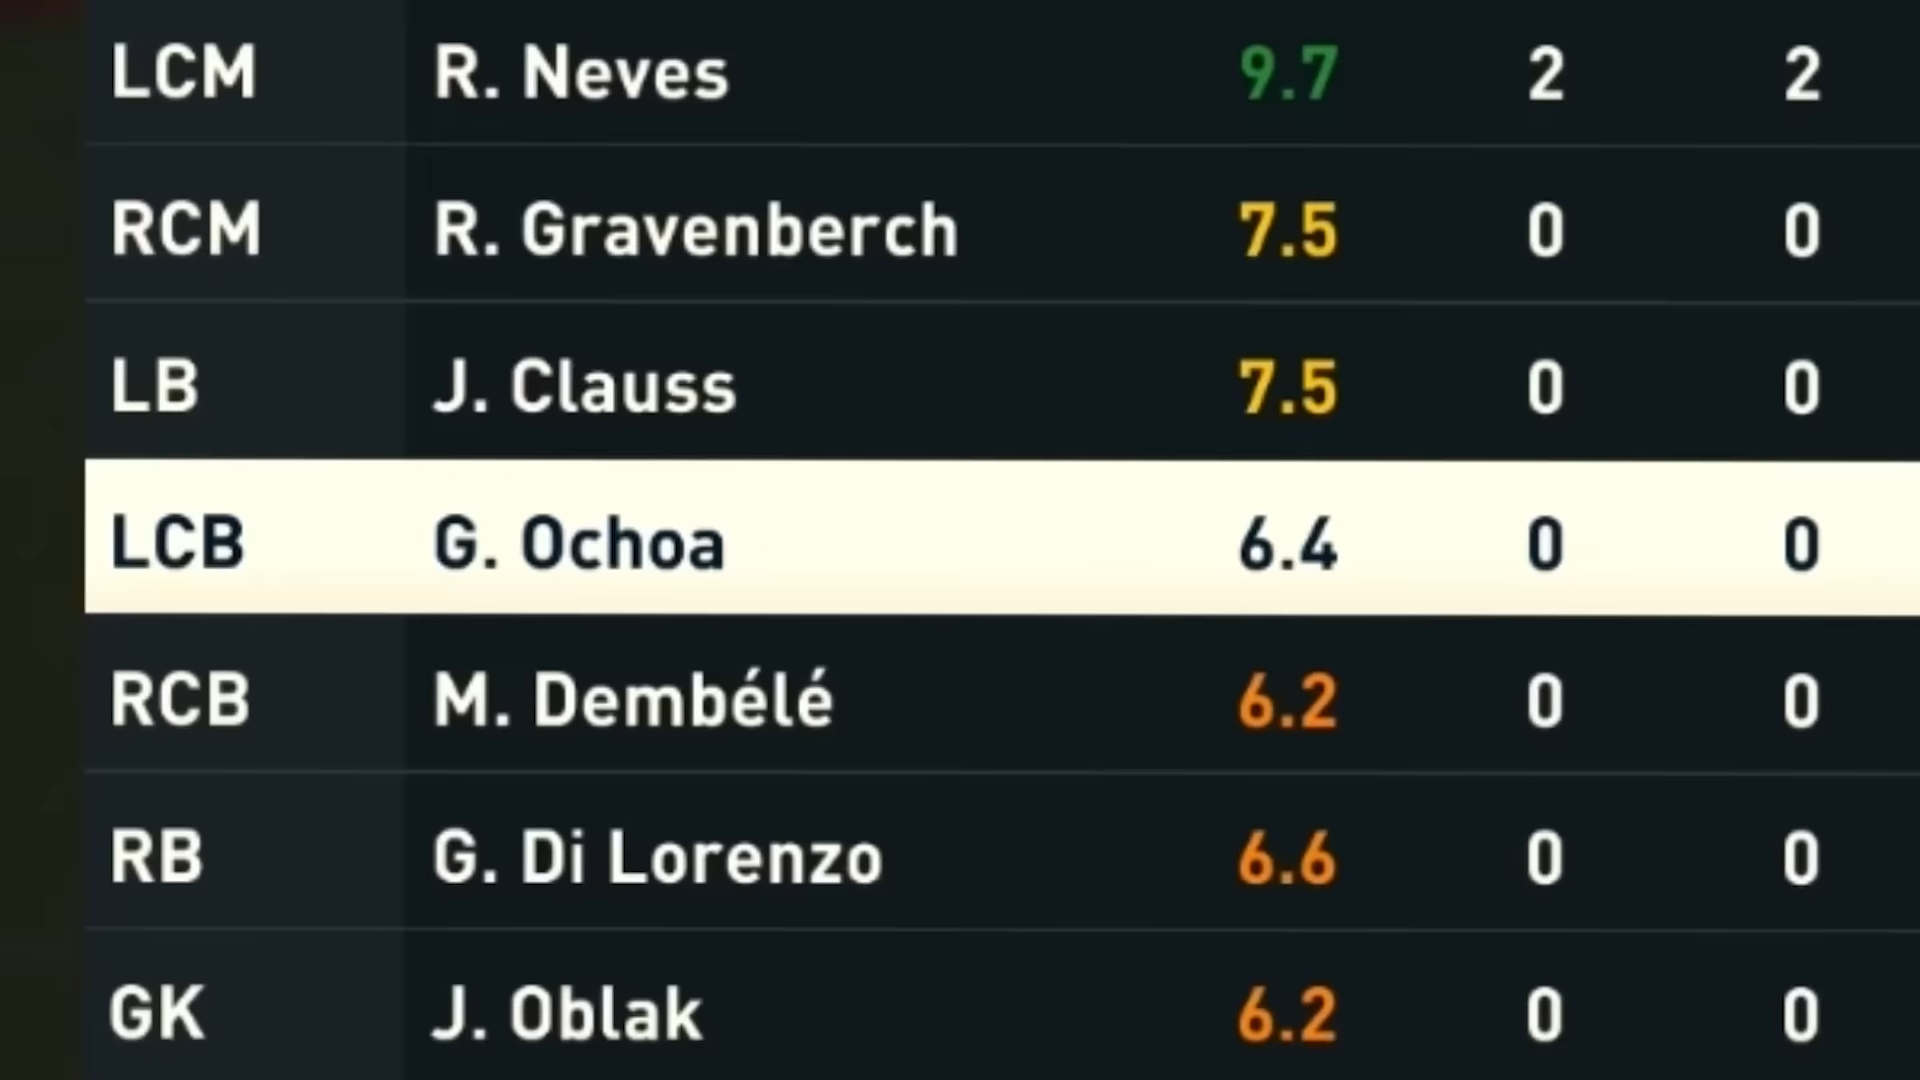 LCM R. Neves 9.7 2 2
RCM R. Gravenberch 7.5 0 0
LB J. Clauss 7.5 0 0
LCB G. Ochoa 6.4 0 0
RCB M. Dembélé 6.2 0 0
RB G. Di Lorenzo 6.6 0 0
GK J. Oblak 6.2 0 0